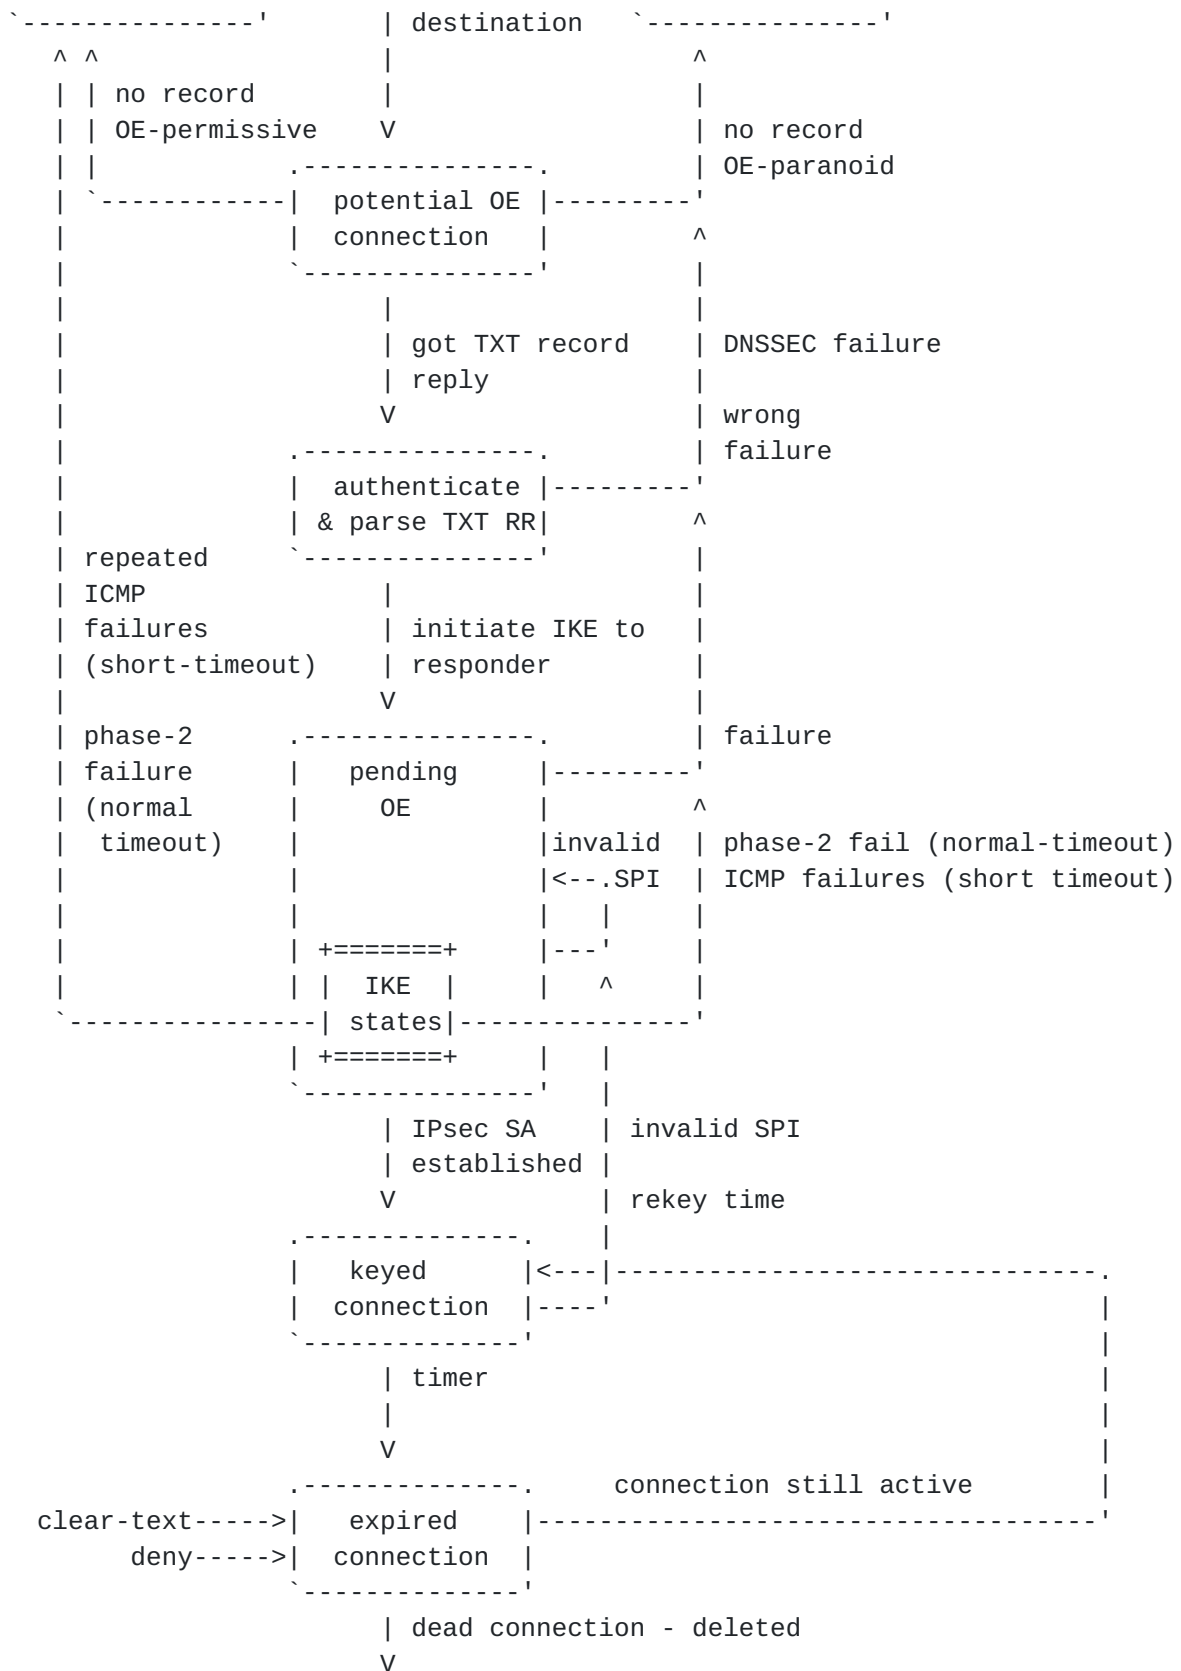 `---------------'       | destination   `---------------'
   ^ ^                  |                   ^
   | | no record        |                   |
   | | OE-permissive    V                   | no record
   | |            .---------------.         | OE-paranoid
   | `------------|  potential OE |---------'
   |              |  connection   |         ^
   |              `---------------'         |
   |                    |                   |
   |                    | got TXT record    | DNSSEC failure
   |                    | reply             |
   |                    V                   | wrong
   |              .---------------.         | failure
   |              |  authenticate |---------'
   |              | & parse TXT RR|         ^
   | repeated     `---------------'         |
   | ICMP               |                   |
   | failures           | initiate IKE to   |
   | (short-timeout)    | responder         |
   |                    V                   |
   | phase-2      .---------------.         | failure
   | failure      |   pending     |---------'
   | (normal      |     OE        |         ^
   |  timeout)    |               |invalid  | phase-2 fail (normal-timeout)
   |              |               |<--.SPI  | ICMP failures (short timeout)
   |              |               |   |     |
   |              | +=======+     |---'     |
   |              | |  IKE  |     |   ^     |
   `----------------| states|---------------'
                  | +=======+     |   |
                  `---------------'   |
                        | IPsec SA    | invalid SPI
                        | established |
                        V             | rekey time
                  .--------------.    |
                  |   keyed      |<---|-------------------------------.
                  |  connection  |----'                               |
                  `--------------'                                    |
                        | timer                                       |
                        |                                             |
                        V                                             |
                  .--------------.     connection still active        |
  clear-text----->|   expired    |------------------------------------'
        deny----->|  connection  |
                  `--------------'
                        | dead connection - deleted
                        V